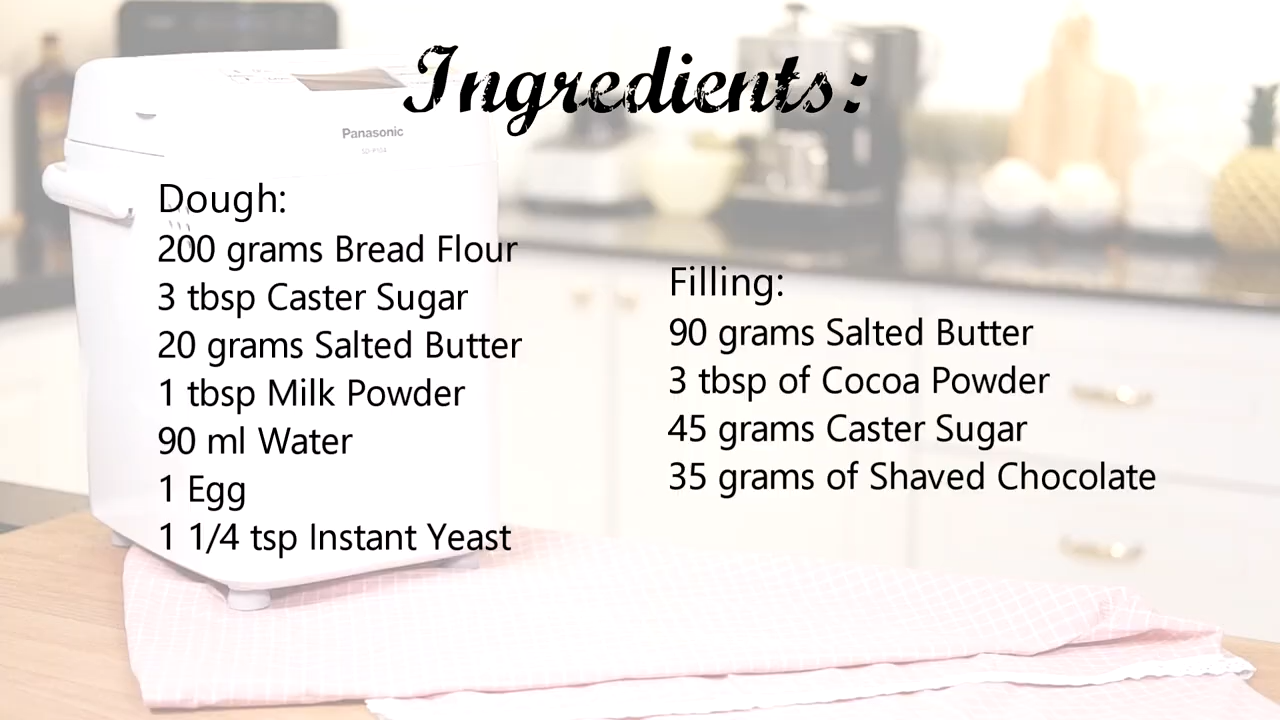 Ingredients:
Panasonic
Dough:
200 grams Bread Flour
3 tbsp Caster Sugar
20 grams Salted Butter
1 tbsp Milk Powder
90 ml Water
1 Egg
1 1/4 tsp Instant Yeast
Filling:
90 grams Salted Butter
3 tbsp of Cocoa Powder
45 grams Caster Sugar
35 grams of Shaved Chocolate